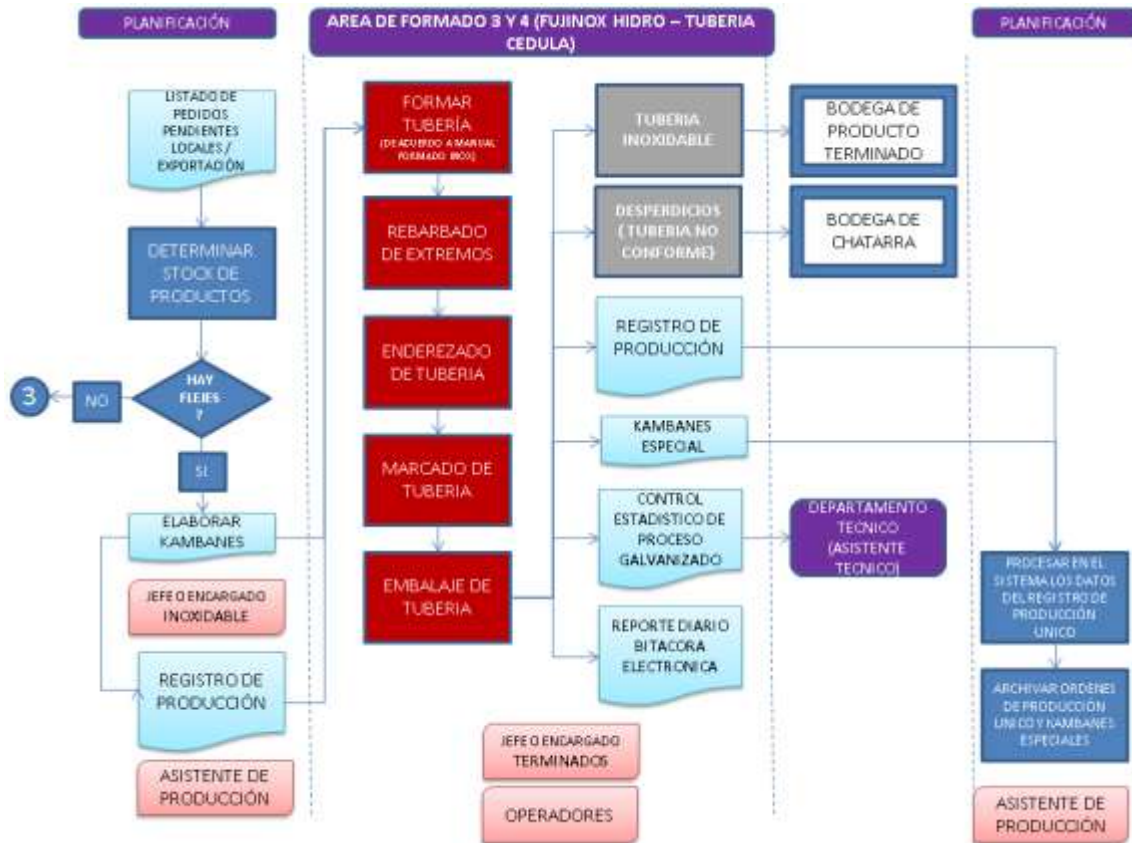 PLANIFICACIÓN
AREA DE FORMADO 3 Y 4 (FUJINOX HIDRO – TUBERIA
CEDULA)
PLANIFICACIÓN
LISTADO DE
PEDIDOS
PENDIENTES
LOCALES /
EXPORTACIÓN
DETERMINAR
STOCK DE
PRODUCTOS
HAY
FLEJES
?
NO
3
SI
ELABORAR
KAMBANES
JEFE O ENCARGADO
INOXIDABLE
REGISTRO DE
PRODUCCIÓN
ASISTENTE DE
PRODUCCIÓN
FORMAR
TUBERÍA
(DE ACUERDO A MANUAL
FORMADO INOX)
REBARBADO
DE EXTREMOS
ENDEREZADO
DE TUBERIA
MARCADO DE
TUBERIA
EMBALAJE DE
TUBERIA
TUBERIA
INOXIDABLE
DESPERDICIOS
(TUBERIA NO
CONFORME)
REGISTRO DE
PRODUCCIÓN
KAMBANES
ESPECIAL
CONTROL
ESTADISTICO DE
PROCESO
GALVANIZADO
REPORTE DIARIO
BITACORA
ELECTRONICA
JEFE O ENCARGADO
TERMINADOS
OPERADORES
BODEGA DE
PRODUCTO
TERMINADO
BODEGA DE
CHATARRA
DEPARTAMENTO
TECNICO
(ASISTENTE
TECNICO)
PROCESAR EN EL
SISTEMA LOS DATOS
DEL REGISTRO DE
PRODUCCIÓN
UNICO
ARCHIVAR ORDENES
DE PRODUCCIÓN
UNICO Y KAMBANES
ESPECIALES
ASISTENTE DE
PRODUCCIÓN